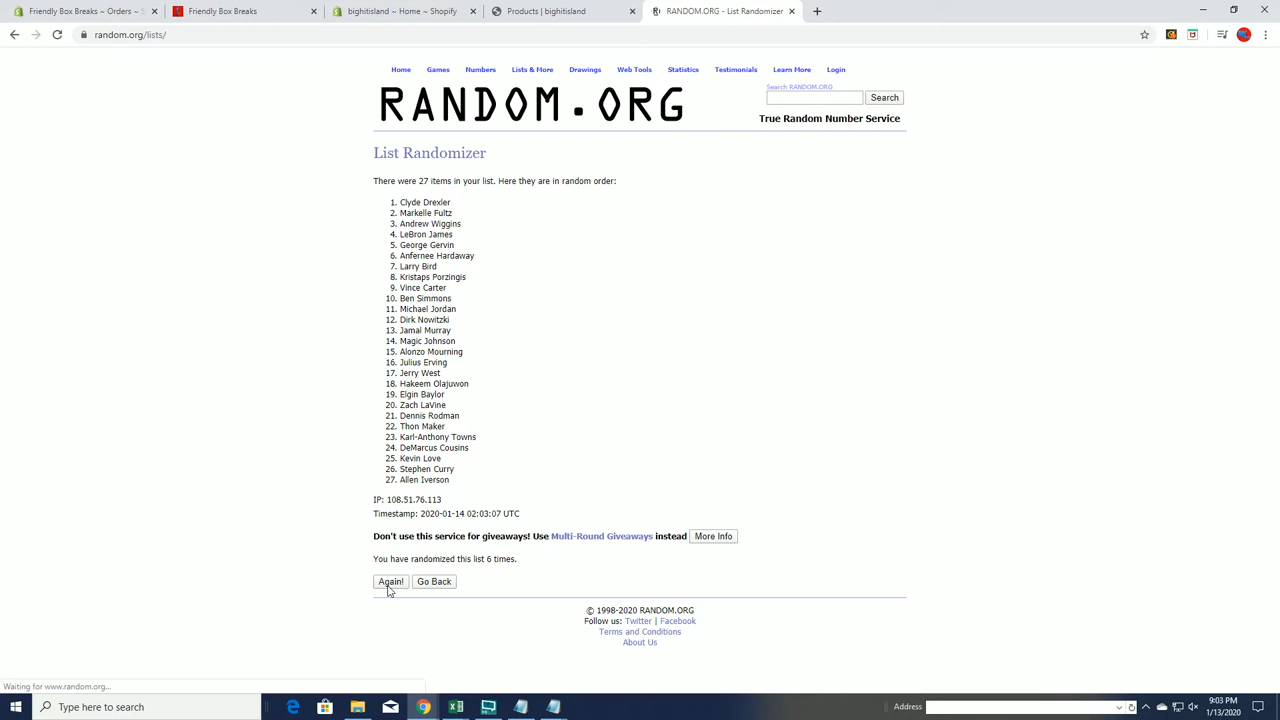 Friendly Box Breaks ~ Orders ~ S
Friendly Box Breaks
bigitisland ~ Home ~ Shopify
Products | bigitisland
RANDOM.ORG - List Randomizer
random.org/lists/
Home Games Numbers Lists & More Drawings Web Tools Statistics Testimonials Learn More Login
RANDOM.ORG
Search RANDOM.ORG
Search
True Random Number Service
List Randomizer
There were 27 items in your list. Here they are in random order:
1. Clyde Drexler
2. Markelle Fultz
3. Andrew Wiggins
4. LeBron James
5. George Gervin
6. Anfernee Hardaway
7. Larry Bird
8. Kristaps Porzingis
9. Vince Carter
10. Ben Simmons
11. Michael Jordan
12. Dirk Nowitzki
13. Jamal Murray
14. Magic Johnson
15. Alonzo Mourning
16. Julius Erving
17. Jerry West
18. Hakeem Olajuwon
19. Elgin Baylor
20. Zach LaVine
21. Dennis Rodman
22. Thon Maker
23. Karl-Anthony Towns
24. DeMarcus Cousins
25. Kevin Love
26. Stephen Curry
27. Allen Iverson
IP: 108.51.76.113
Timestamp: 2020-01-14 02:03:07 UTC
Don't use this service for giveaways! Use Multi-Round Giveaways instead More Info
You have randomized this list 6 times.
Again! Go Back
© 1998-2020 RANDOM.ORG
Follow us: Twitter | Facebook
Terms and Conditions
About Us
Waiting for www.random.org...
Type here to search
Address
9:03 PM
1/13/2020